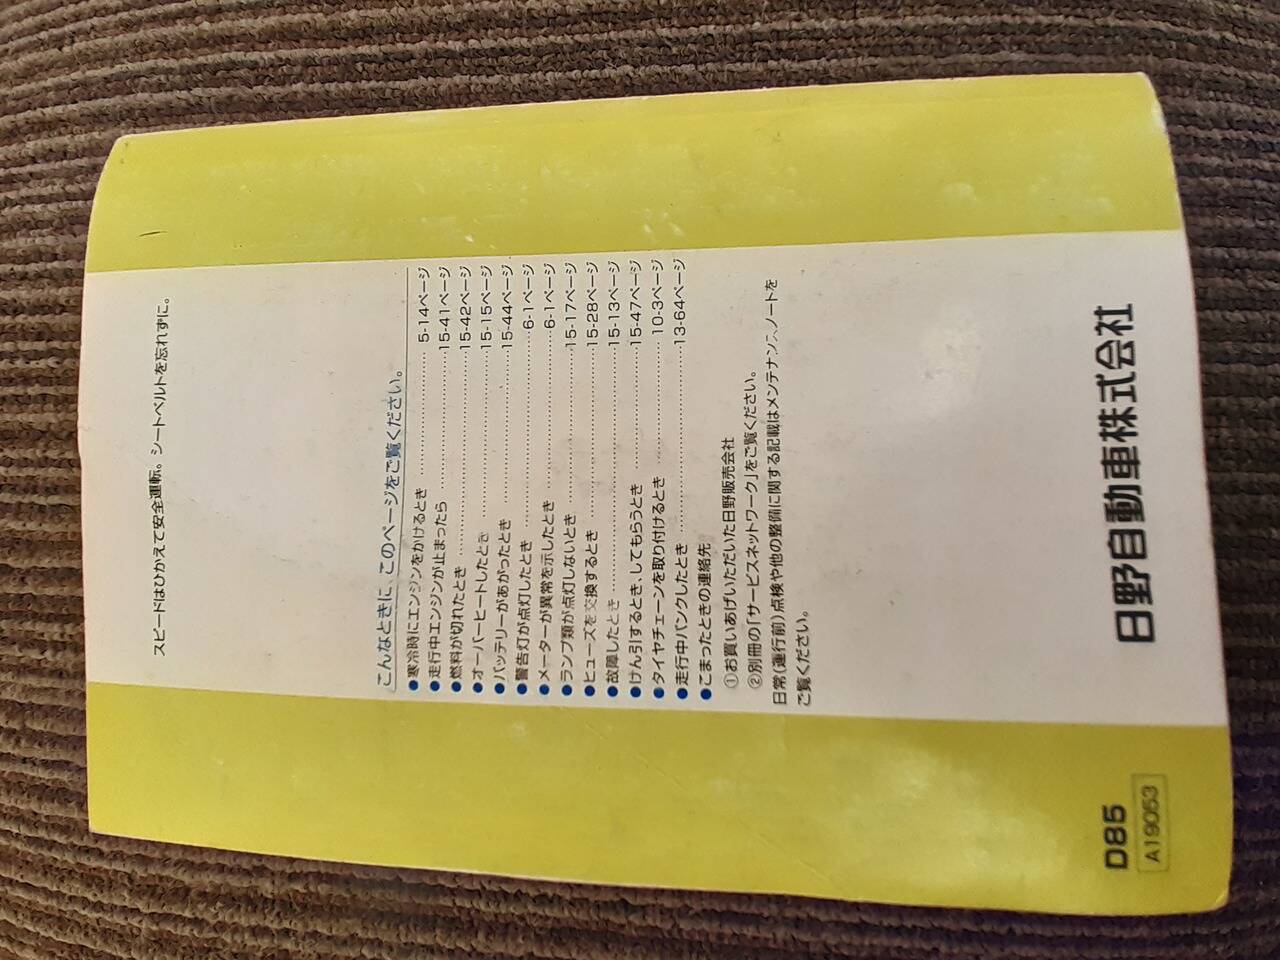 スピードはひかえて安全運転。シートベルトを忘れずに。
こんなときに、このページをご覧ください。
●寒冷時にエンジンをかけるとき………5-14ページ
●走行中エンジンが止まったら…………15-41ページ
●燃料が切れたとき…………15-42ページ
●オーバーヒートしたとき…………15-15ページ
●バッテリーがあがったとき…………15-44ページ
●警告灯が点灯したとき…………6-1ページ
●メーターが異常を示したとき…………6-1ページ
●ランプ類が点灯しないとき…………15-17ページ
●ヒューズを交換するとき…………15-28ページ
●故障したとき…………15-13ページ
●けん引するとき、してもらうとき…………15-47ページ
●タイヤチェーンを取り付けるとき…………10-3ページ
●走行中パンクしたとき…………13-64ページ
●こまったときの連絡先
①お買いあげいただいた日野販売会社
②別冊の「サービスネットワーク」をご覧ください。
日常(運行前)点検や他の整備に関する記載はメンテナンス、ノートを
ご覧ください。
日野自動車株式会社
D85
A19053